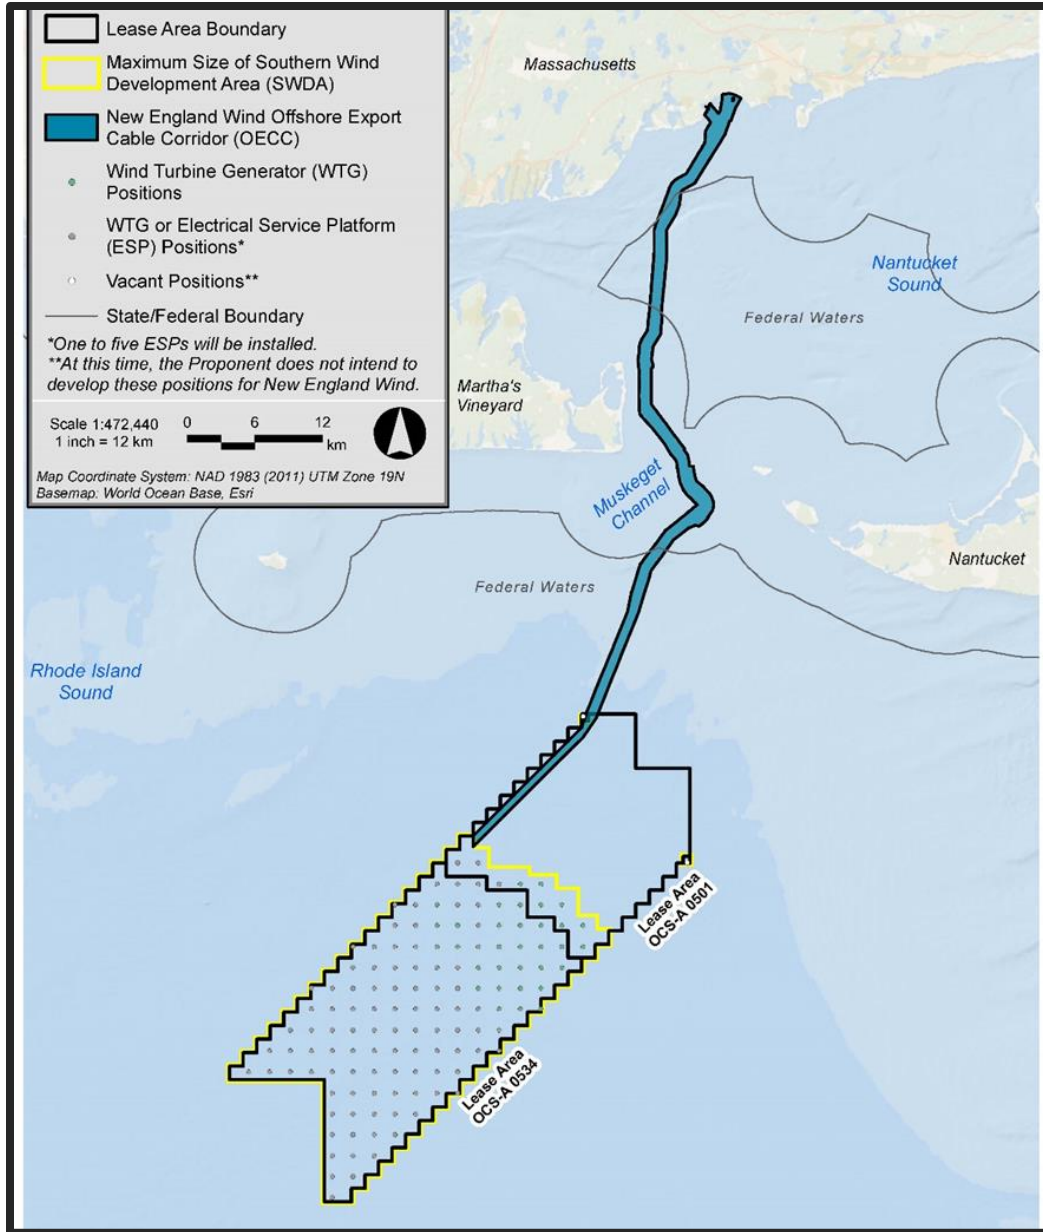 Lease Area Boundary
Maximum Size of Southern Wind
Development Area (SWDA)
New England Wind Offshore Export
Cable Corridor (OECC)
Wind Turbine Generator (WTG)
Positions
WTG or Electrical Service Platform
(ESP) Positions*
Vacant Positions**
State/Federal Boundary
*One to five ESPs will be installed.
**At this time, the Proponent does not intend to
develop these positions for New England Wind.
Scale 1:472,440
1 inch = 12 km
0 6 12
km
Map Coordinate System: NAD 1983 (2011) UTM Zone 19N
Basemap: World Ocean Base, Esri
Massachusetts
Nantucket
Sound
Federal Waters
Martha's
Vineyard
Muskeget
Channel
Nantucket
Federal Waters
Rhode Island
Sound
Lease Area
OCS-A 0501
Lease Area
OCS-A 0534